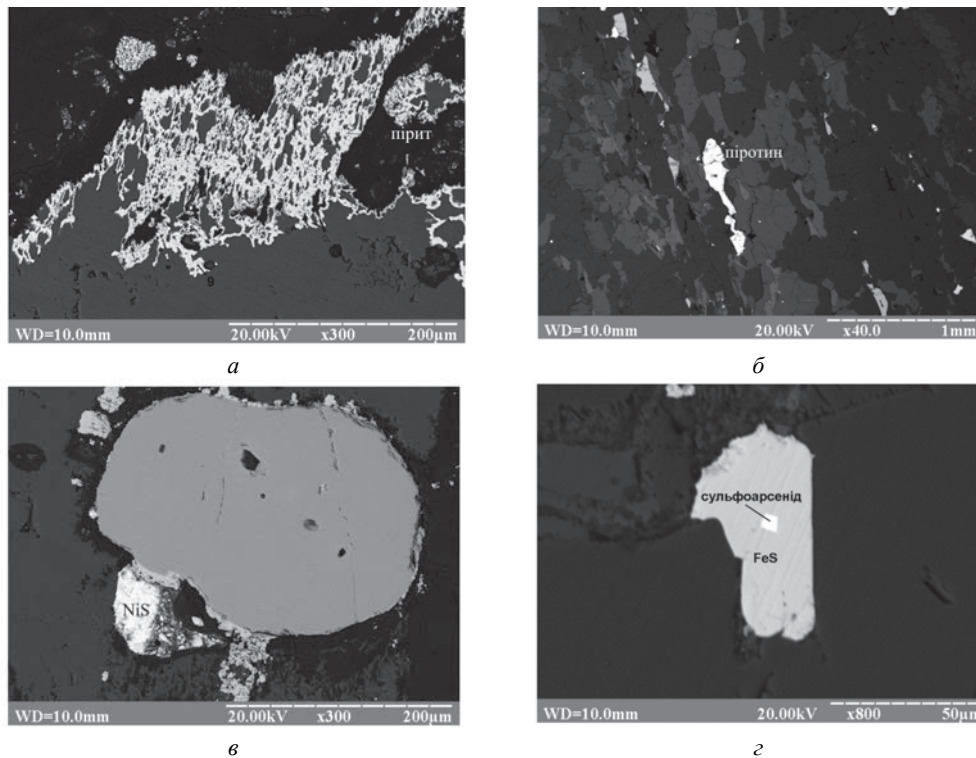 пірит
9
WD=10.0mm 20.00kV x300 200µm
а
піротин
WD=10.0mm 20.00kV x40.0 1mm
б
NiS
WD=10.0mm 20.00kV x300 200µm
в
сульфоарсенід
FeS
WD=10.0mm 20.00kV x800 50µm
г